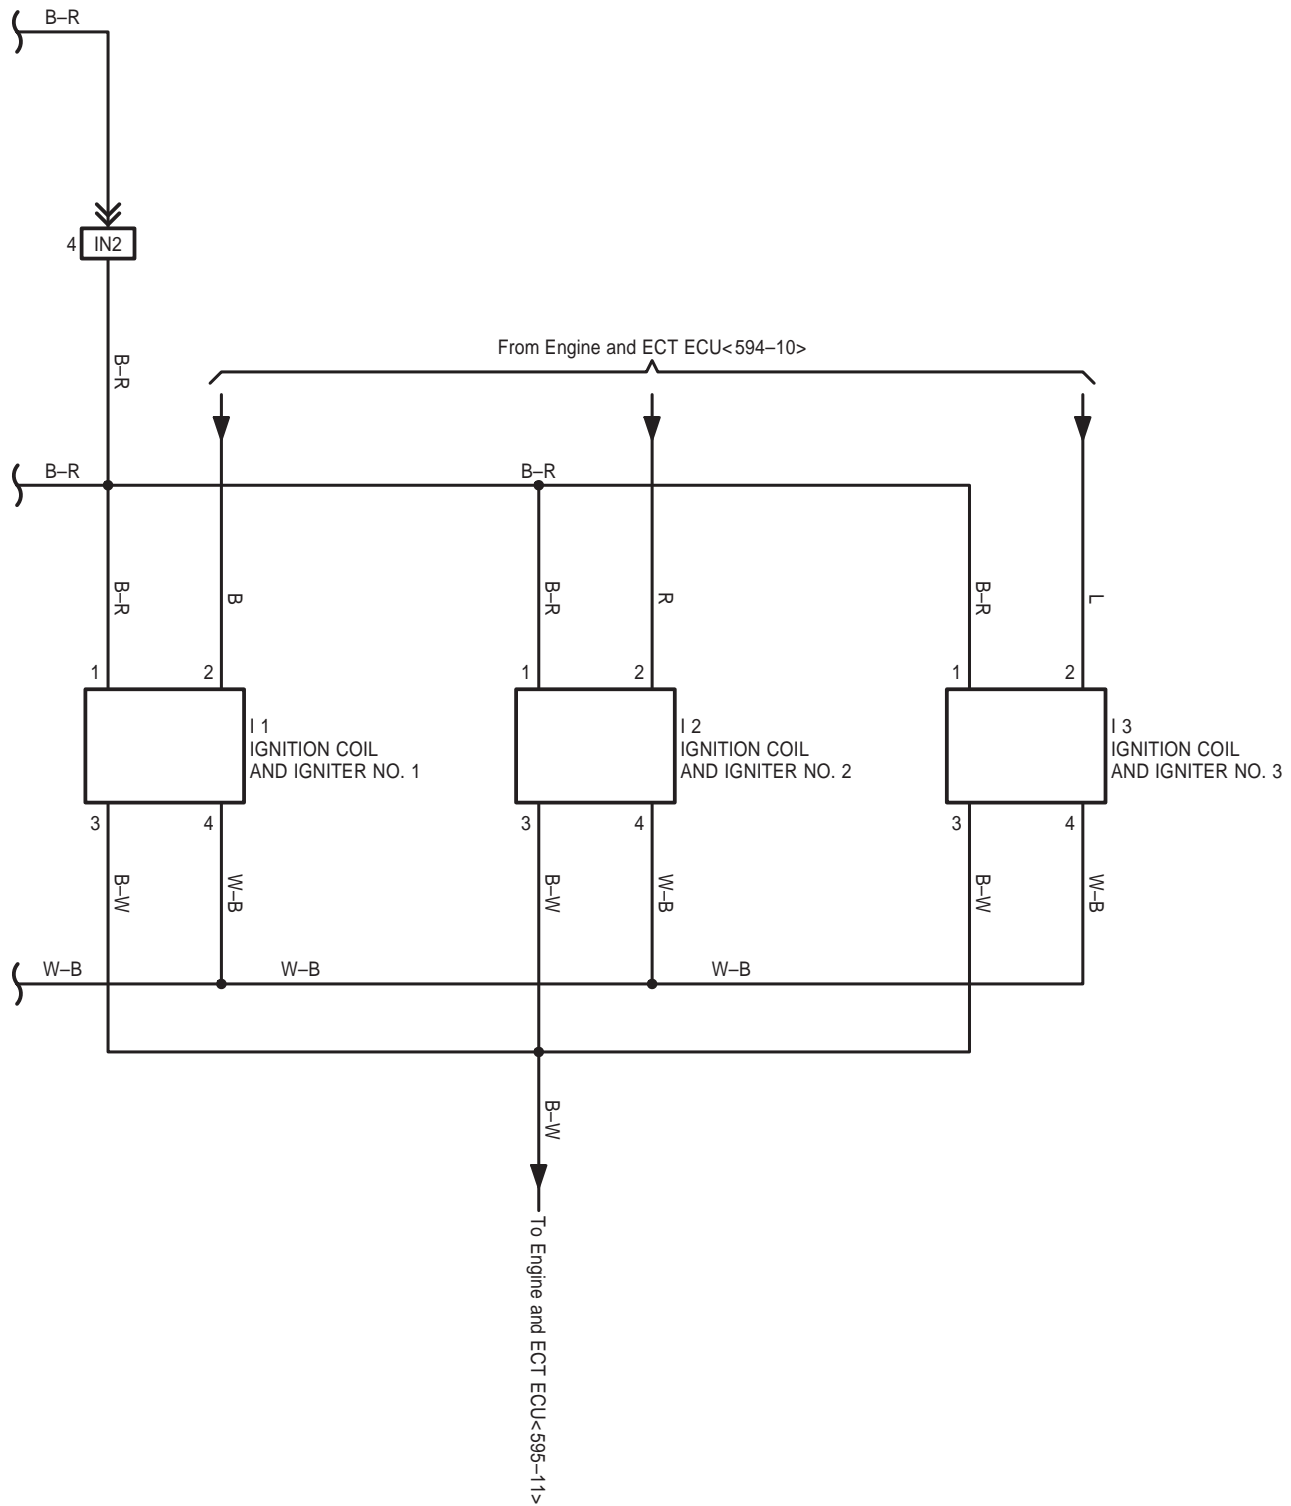 B–R
4 IN2
B–R
From Engine and ECT ECU<594–10>
B–R
B–R
B–R
B
B–R
R
B–R
L
1
2
1
2
1
2
I 1
IGNITION COIL
AND IGNITER NO. 1
I 2
IGNITION COIL
AND IGNITER NO. 2
I 3
IGNITION COIL
AND IGNITER NO. 3
3
4
3
4
3
4
B–W
W–B
B–W
W–B
B–W
W–B
W–B
W–B
W–B
B–W
To Engine and ECT ECU<595–11>